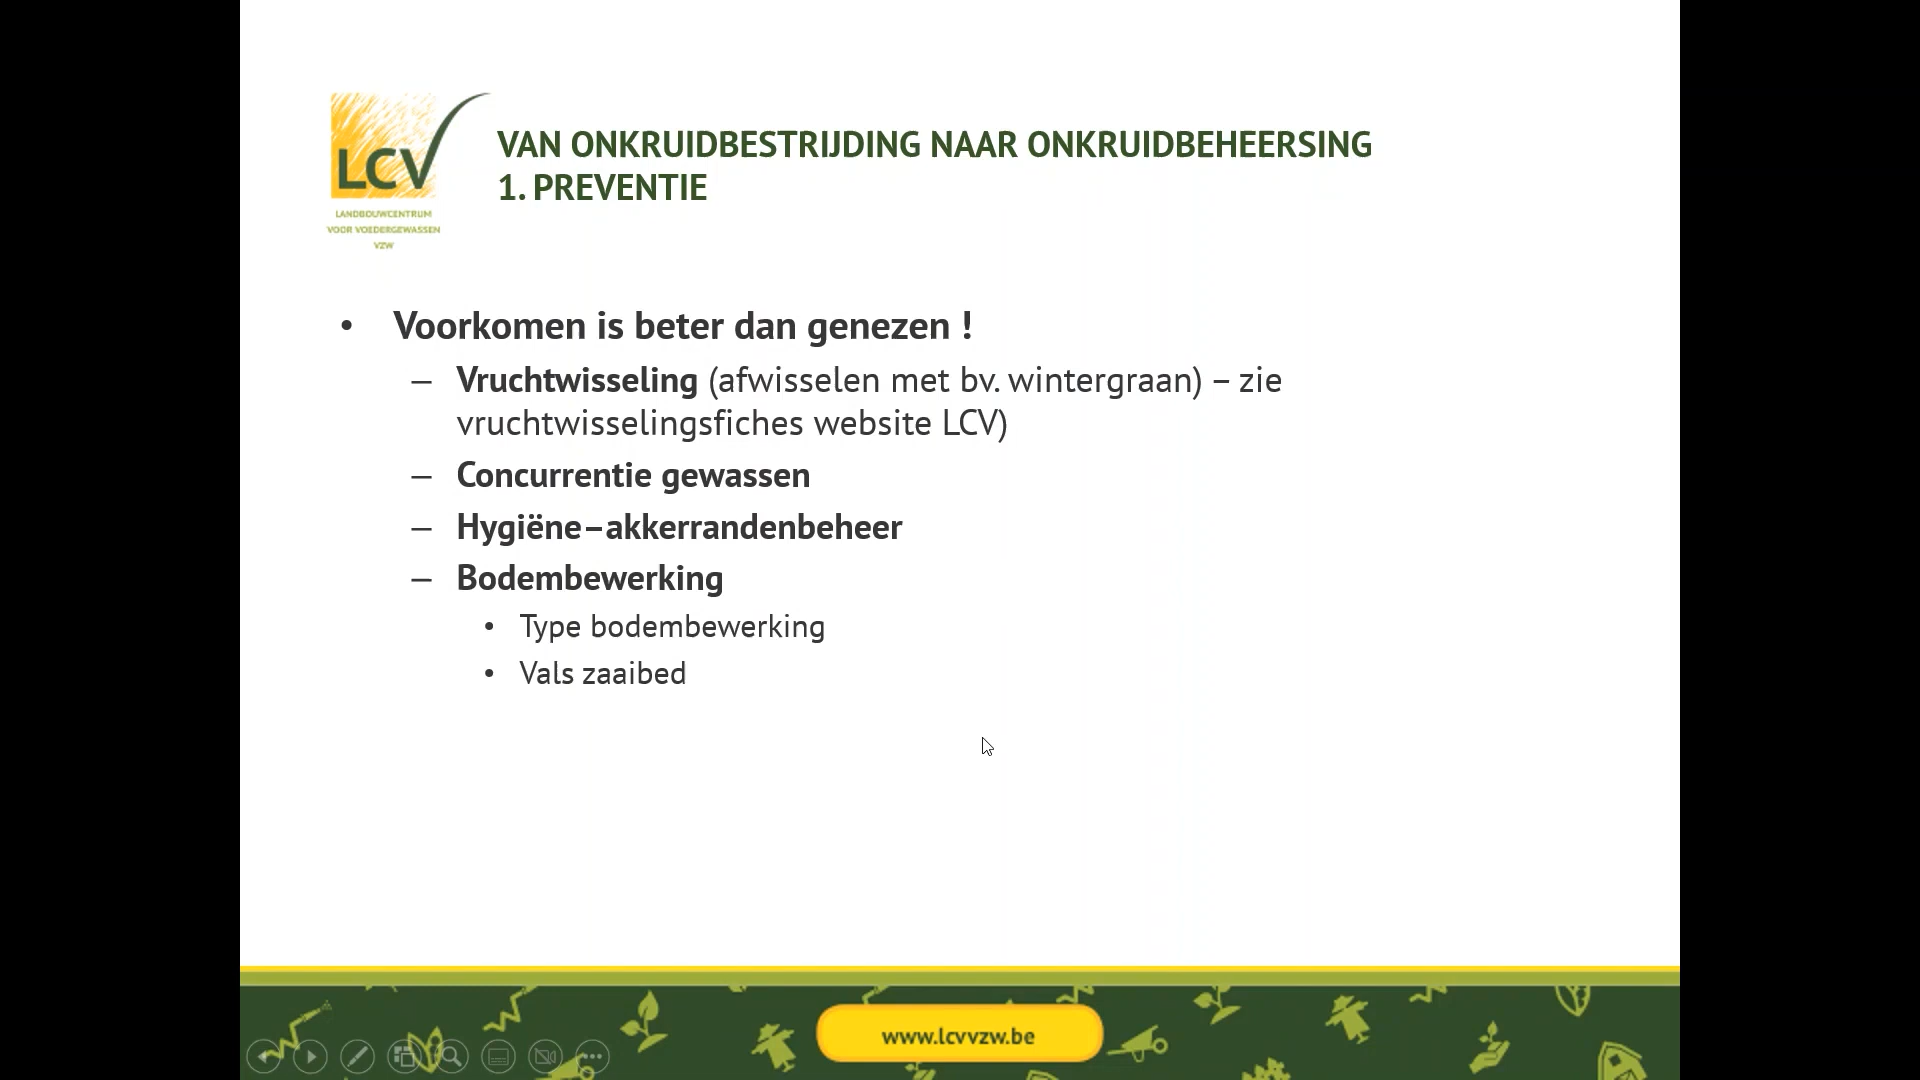 LCV
LANDBOUWCENTRUM
VOOR VOEDERGEWASSEN
VZW
VAN ONKRUIDBESTRIJDING NAAR ONKRUIDBEHEERSING
1. PREVENTIE
• Voorkomen is beter dan genezen !
– Vruchtwisseling (afwisselen met bv. wintergraan) – zie
vruchtwisselingsfiches website LCV)
– Concurrentie gewassen
– Hygiëne–akkerrandenbeheer
– Bodembewerking
• Type bodembewerking
• Vals zaaibed
www.lcvvzw.be